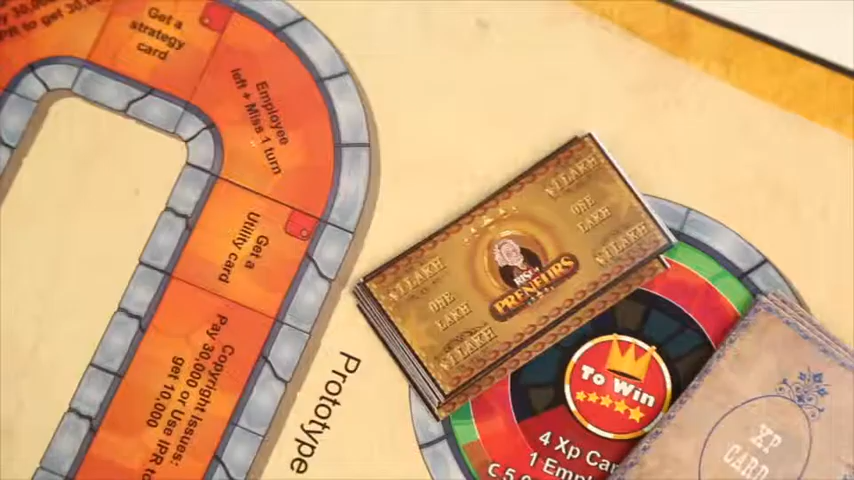 Get a
strategy
card
Employee
left + Miss 1 turn
Get a
Utility card
Copyright Issues:
Pay 30,000 or Use IPR to
get 10,000
Prototype
₹1 LAKH
ONE
LAKH
₹1 LAKH
₹1 LAKH
ONE
LAKH
₹1 LAKH
PRENEURS
To Win
4 Xp Car
1 Empl
XP
CARD